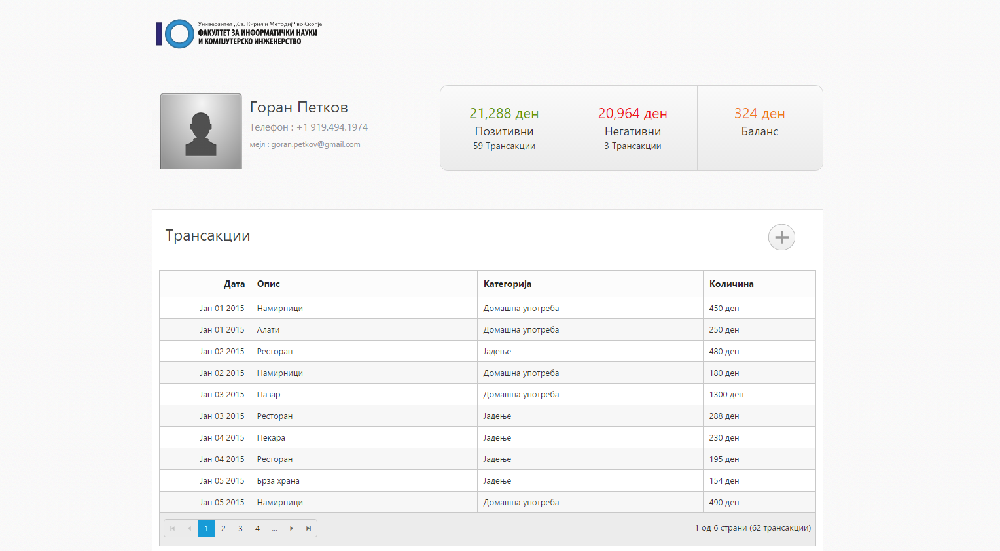 Универзитет ,,Св. Кирил и Методиј“ во Скопје
ФАКУЛТЕТ ЗА ИНФОРМАТИЧКИ НАУКИ
И КОМПЈУТЕРСКО ИНЖЕНЕРСТВО
Горан Петков
Телефон : +1 919.494.1974
мејл : goran.petkov@gmail.com
21,288 ден
Позитивни
59 Трансакции
20,964 ден
Негативни
3 Трансакции
324 ден
Баланс
Трансакции
Дата Опис Категорија Количина
Јан 01 2015 Намирници Домашна употреба 450 ден
Јан 01 2015 Алати Домашна употреба 250 ден
Јан 02 2015 Ресторан Јадење 480 ден
Јан 02 2015 Намирници Домашна употреба 180 ден
Јан 03 2015 Пазар Домашна употреба 1300 ден
Јан 03 2015 Ресторан Јадење 288 ден
Јан 04 2015 Пекара Јадење 230 ден
Јан 04 2015 Ресторан Јадење 195 ден
Јан 05 2015 Брза храна Јадење 154 ден
Јан 05 2015 Намирници Домашна употреба 490 ден
1 2 3 4 ... 1 од 6 страни (62 трансакции)